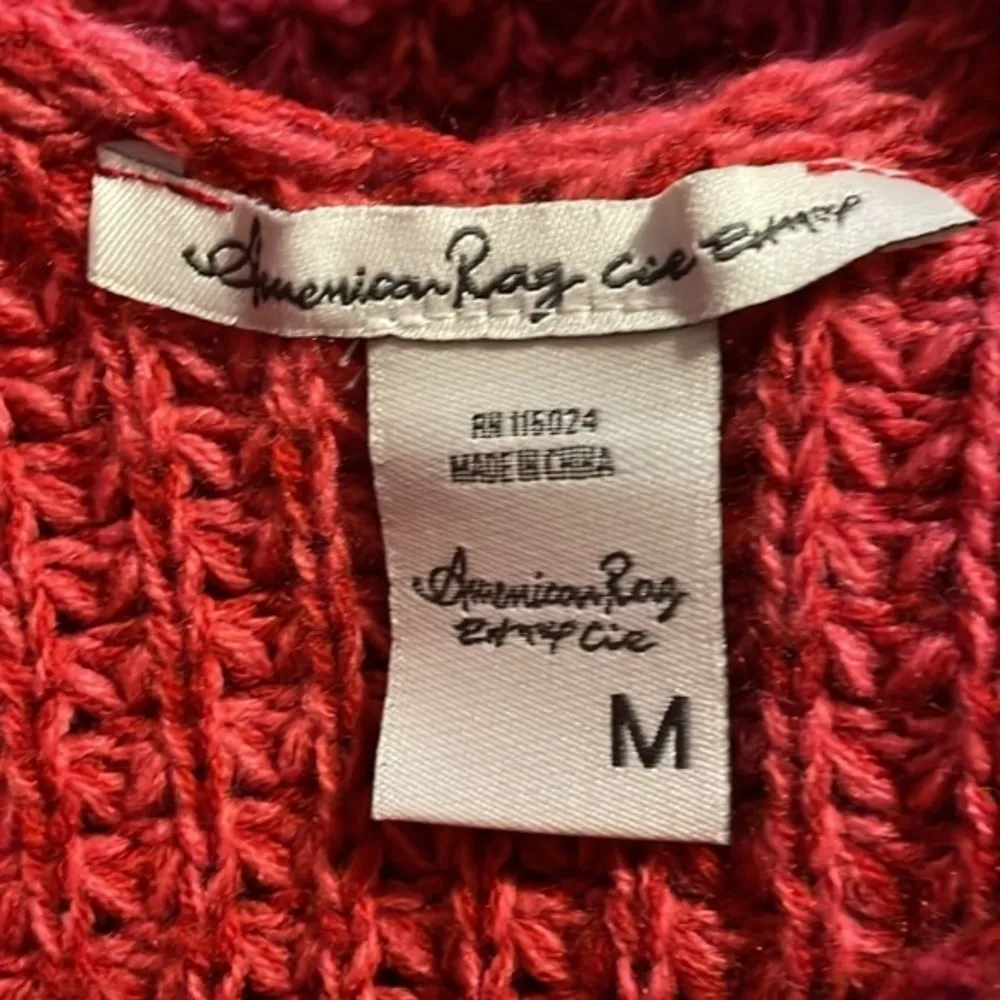 American Rag Cie
RN 115024
MADE IN CHINA
American Rag
Cie
M